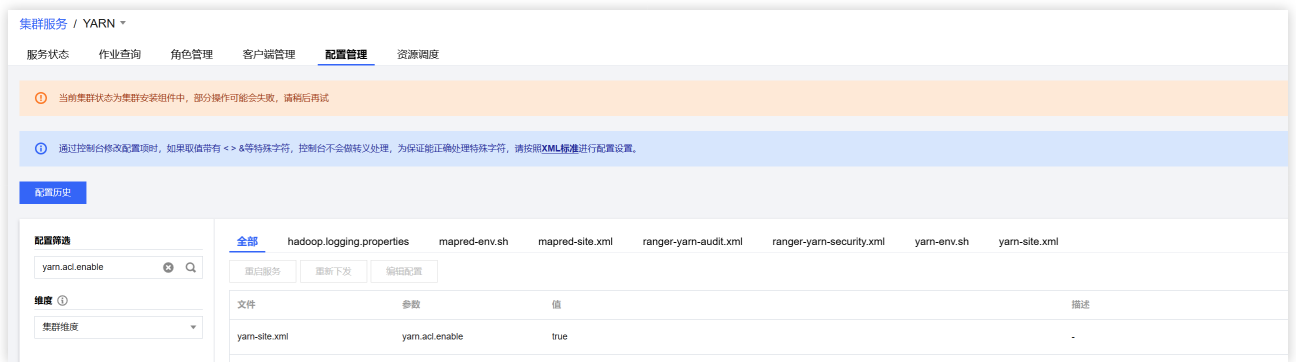 集群服务 / YARN
服务状态 作业查询 角色管理 客户端管理 配置管理 资源调度
当前集群状态为集群安装组件中，部分操作可能会失败，请稍后再试
通过控制台修改配置项时，如果取值带有 < > &等特殊字符，控制台不会做转义处理，为保证能正确处理特殊字符，请按照XML标准进行配置设置。
配置历史
配置筛选
yarn.acl.enable
维度
集群维度
全部 hadoop.logging.properties mapred-env.sh mapred-site.xml ranger-yarn-audit.xml ranger-yarn-security.xml yarn-env.sh yarn-site.xml
重启服务 重新下发 编辑配置
文件 参数 值 描述
yarn-site.xml yarn.acl.enable true -